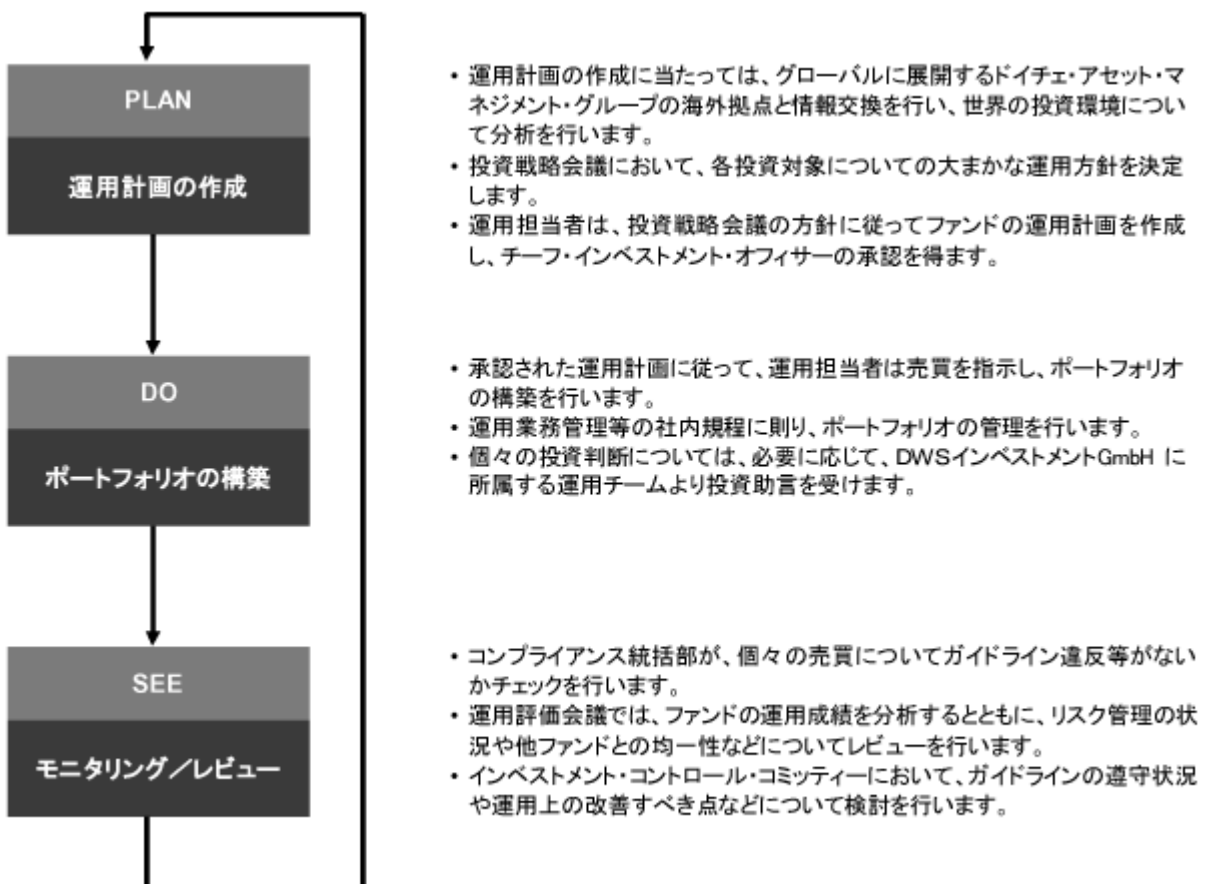 PLAN
運用計画の作成
• 運用計画の作成に当たっては、グローバルに展開するドイチェ・アセット・マ
ネジメント・グループの海外拠点と情報交換を行い、世界の投資環境につい
て分析を行います。
• 投資戦略会議において、各投資対象についての大まかな運用方針を決定
します。
• 運用担当者は、投資戦略会議の方針に従ってファンドの運用計画を作成
し、チーフ・インベストメント・オフィサーの承認を得ます。
DO
ポートフォリオの構築
• 承認された運用計画に従って、運用担当者は売買を指示し、ポートフォリオ
の構築を行います。
• 運用業務管理等の社内規程に則り、ポートフォリオの管理を行います。
• 個々の投資判断については、必要に応じて、DWSインベストメントGmbH に
所属する運用チームより投資助言を受けます。
SEE
モニタリング／レビュー
• コンプライアンス統括部が、個々の売買についてガイドライン違反等がない
かチェックを行います。
• 運用評価会議では、ファンドの運用成績を分析するとともに、リスク管理の状
況や他ファンドとの均一性などについてレビューを行います。
• インベストメント・コントロール・コミッティーにおいて、ガイドラインの遵守状況
や運用上の改善すべき点などについて検討を行います。